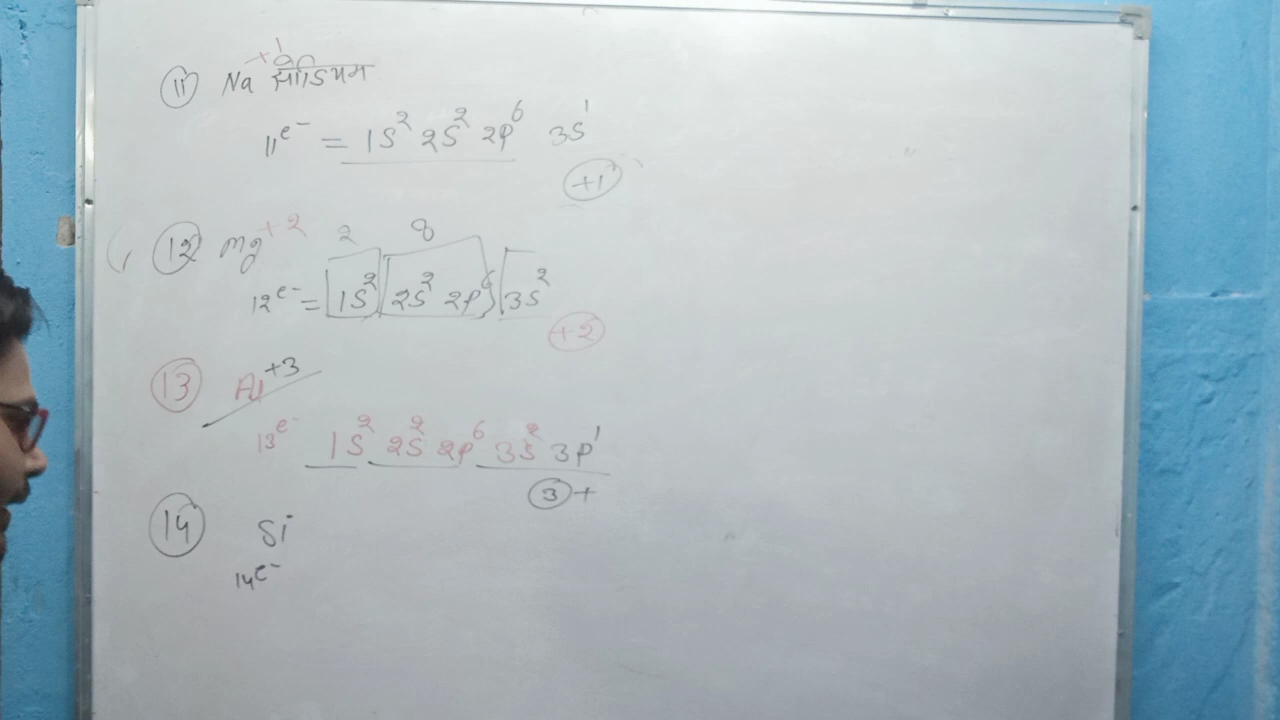 11 Na +1 सोडियम
11e⁻ = 1S² 2S² 2P⁶ 3S¹
+1
12 Mg +2 2 8
12e⁻ = 1S² 2S² 2P⁶ 3S²
+2
13 Al +3
13e⁻ 1S² 2S² 2P⁶ 3S² 3P¹
3 +
14 Si
14e⁻